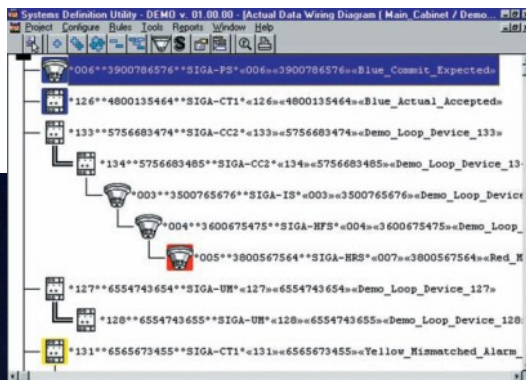 Systems Definition Utility - DEMO v. 01.00.00 - [Actual Data Wiring Diagram ( Main_Cabinet / Demo...
Project Configure Rules Tools Reports Window Help
*006**3900786576**SIGA-PS*«006»«3900786576»«Blue_Commit_Expected»
*126**4800135464**SIGA-CT1*«126»«4800135464»«Blue_Actual_Accepted»
*133**5756683474**SIGA-CC2*«133»«5756683474»«Demo_Loop_Device_133»
*134**5756683485**SIGA-CC2*«134»«5756683485»«Demo_Loop_Device_13
*003**3500765676**SIGA-IS*«003»«3500765676»«Demo_Loop_Device
*004**3600675475**SIGA-HFS*«004»«3600675475»«Demo_Loop_
*005**3800567564**SIGA-HRS*«007»«3800567564»«Red_M
*127**6554743654**SIGA-UM*«127»«6554743654»«Demo_Loop_Device_127»
*128**6554743655**SIGA-UM*«128»«6554743655»«Demo_Loop_Device_128
*131**6565673455**SIGA-CT1*«131»«6565673455»«Yellow_Mismatched_Alarm_